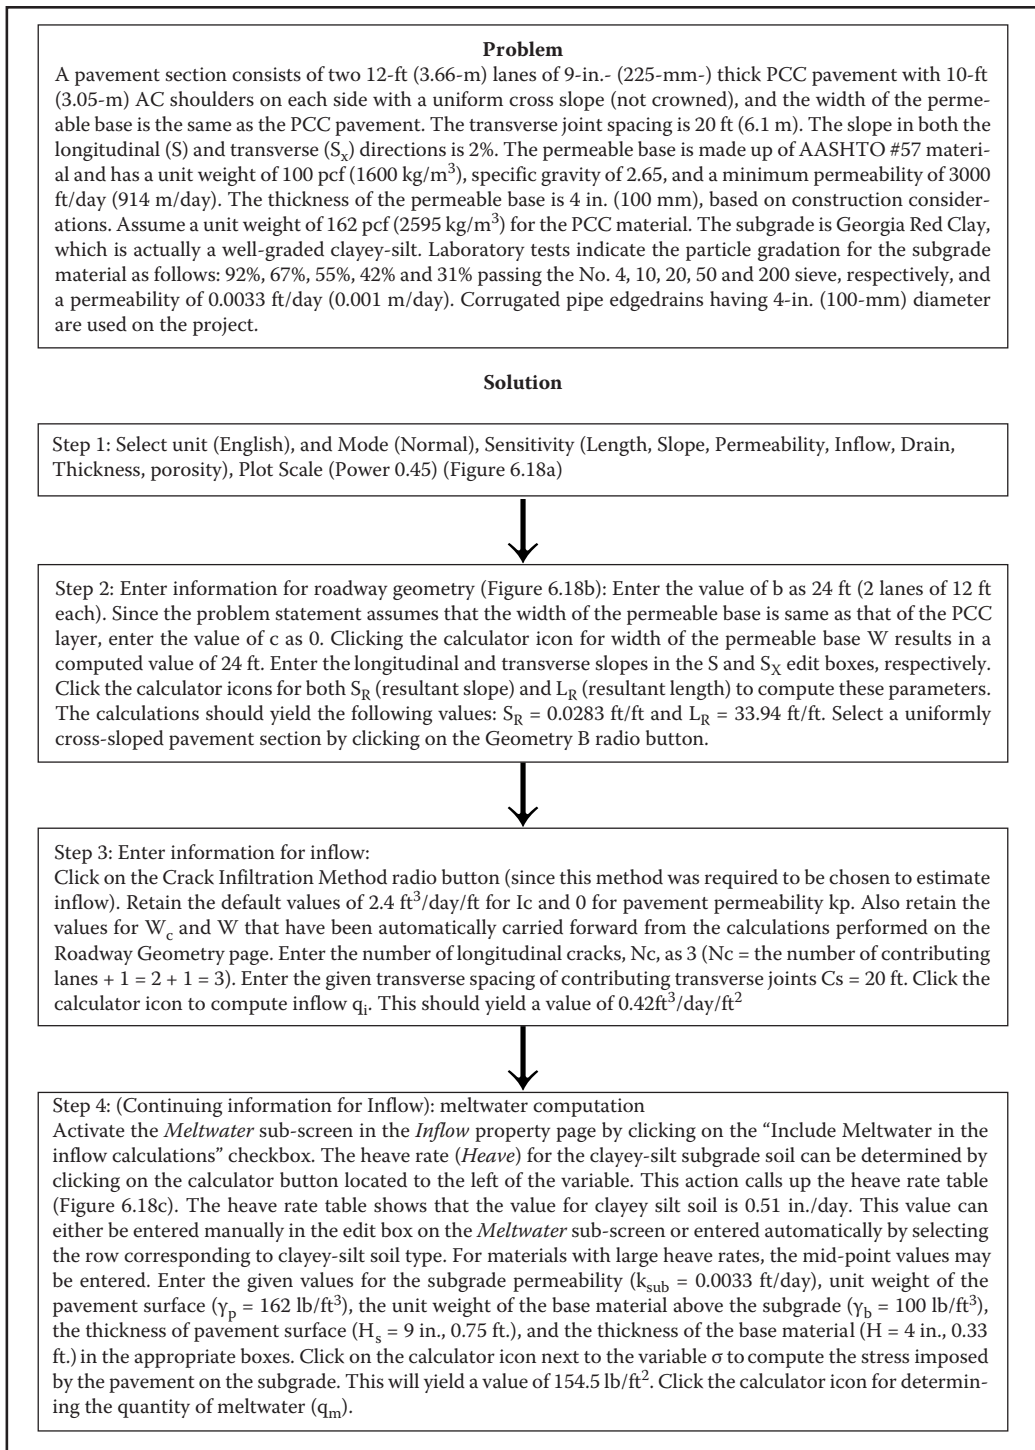 Problem
A pavement section consists of two 12-ft (3.66-m) lanes of 9-in.- (225-mm-) thick PCC pavement with 10-ft
(3.05-m) AC shoulders on each side with a uniform cross slope (not crowned), and the width of the perme-
able base is the same as the PCC pavement. The transverse joint spacing is 20 ft (6.1 m). The slope in both the
longitudinal (S) and transverse (Sx) directions is 2%. The permeable base is made up of AASHTO #57 materi-
al and has a unit weight of 100 pcf (1600 kg/m³), specific gravity of 2.65, and a minimum permeability of 3000
ft/day (914 m/day). The thickness of the permeable base is 4 in. (100 mm), based on construction consider-
ations. Assume a unit weight of 162 pcf (2595 kg/m³) for the PCC material. The subgrade is Georgia Red Clay,
which is actually a well-graded clayey-silt. Laboratory tests indicate the particle gradation for the subgrade
material as follows: 92%, 67%, 55%, 42% and 31% passing the No. 4, 10, 20, 50 and 200 sieve, respectively, and
a permeability of 0.0033 ft/day (0.001 m/day). Corrugated pipe edgedrains having 4-in. (100-mm) diameter
are used on the project.
Solution
Step 1: Select unit (English), and Mode (Normal), Sensitivity (Length, Slope, Permeability, Inflow, Drain,
Thickness, porosity), Plot Scale (Power 0.45) (Figure 6.18a)
Step 2: Enter information for roadway geometry (Figure 6.18b): Enter the value of b as 24 ft (2 lanes of 12 ft
each). Since the problem statement assumes that the width of the permeable base is same as that of the PCC
layer, enter the value of c as 0. Clicking the calculator icon for width of the permeable base W results in a
computed value of 24 ft. Enter the longitudinal and transverse slopes in the S and SX edit boxes, respectively.
Click the calculator icons for both SR (resultant slope) and LR (resultant length) to compute these parameters.
The calculations should yield the following values: SR = 0.0283 ft/ft and LR = 33.94 ft/ft. Select a uniformly
cross-sloped pavement section by clicking on the Geometry B radio button.
Step 3: Enter information for inflow:
Click on the Crack Infiltration Method radio button (since this method was required to be chosen to estimate
inflow). Retain the default values of 2.4 ft³/day/ft for Ic and 0 for pavement permeability kp. Also retain the
values for Wc and W that have been automatically carried forward from the calculations performed on the
Roadway Geometry page. Enter the number of longitudinal cracks, Nc, as 3 (Nc = the number of contributing
lanes + 1 = 2 + 1 = 3). Enter the given transverse spacing of contributing transverse joints Cs = 20 ft. Click the
calculator icon to compute inflow qi. This should yield a value of 0.42ft³/day/ft²
Step 4: (Continuing information for Inflow): meltwater computation
Activate the Meltwater sub-screen in the Inflow property page by clicking on the “Include Meltwater in the
inflow calculations” checkbox. The heave rate (Heave) for the clayey-silt subgrade soil can be determined by
clicking on the calculator button located to the left of the variable. This action calls up the heave rate table
(Figure 6.18c). The heave rate table shows that the value for clayey silt soil is 0.51 in./day. This value can
either be entered manually in the edit box on the Meltwater sub-screen or entered automatically by selecting
the row corresponding to clayey-silt soil type. For materials with large heave rates, the mid-point values may
be entered. Enter the given values for the subgrade permeability (ksub = 0.0033 ft/day), unit weight of the
pavement surface (γp = 162 lb/ft³), the unit weight of the base material above the subgrade (γb = 100 lb/ft³),
the thickness of pavement surface (Hs = 9 in., 0.75 ft.), and the thickness of the base material (H = 4 in., 0.33
ft.) in the appropriate boxes. Click on the calculator icon next to the variable σ to compute the stress imposed
by the pavement on the subgrade. This will yield a value of 154.5 lb/ft². Click the calculator icon for determin-
ing the quantity of meltwater (qm).